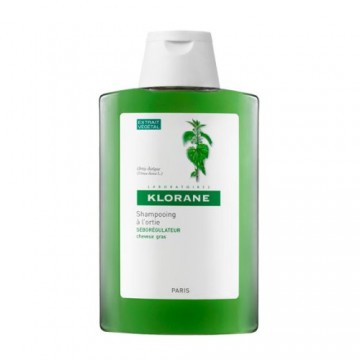 EXTRAIT
VÉGÉTAL
LABORATOIRES
KLORANE
Shampooing
à l'ortie
SÉBORÉGULATEUR
cheveux gras
PARIS